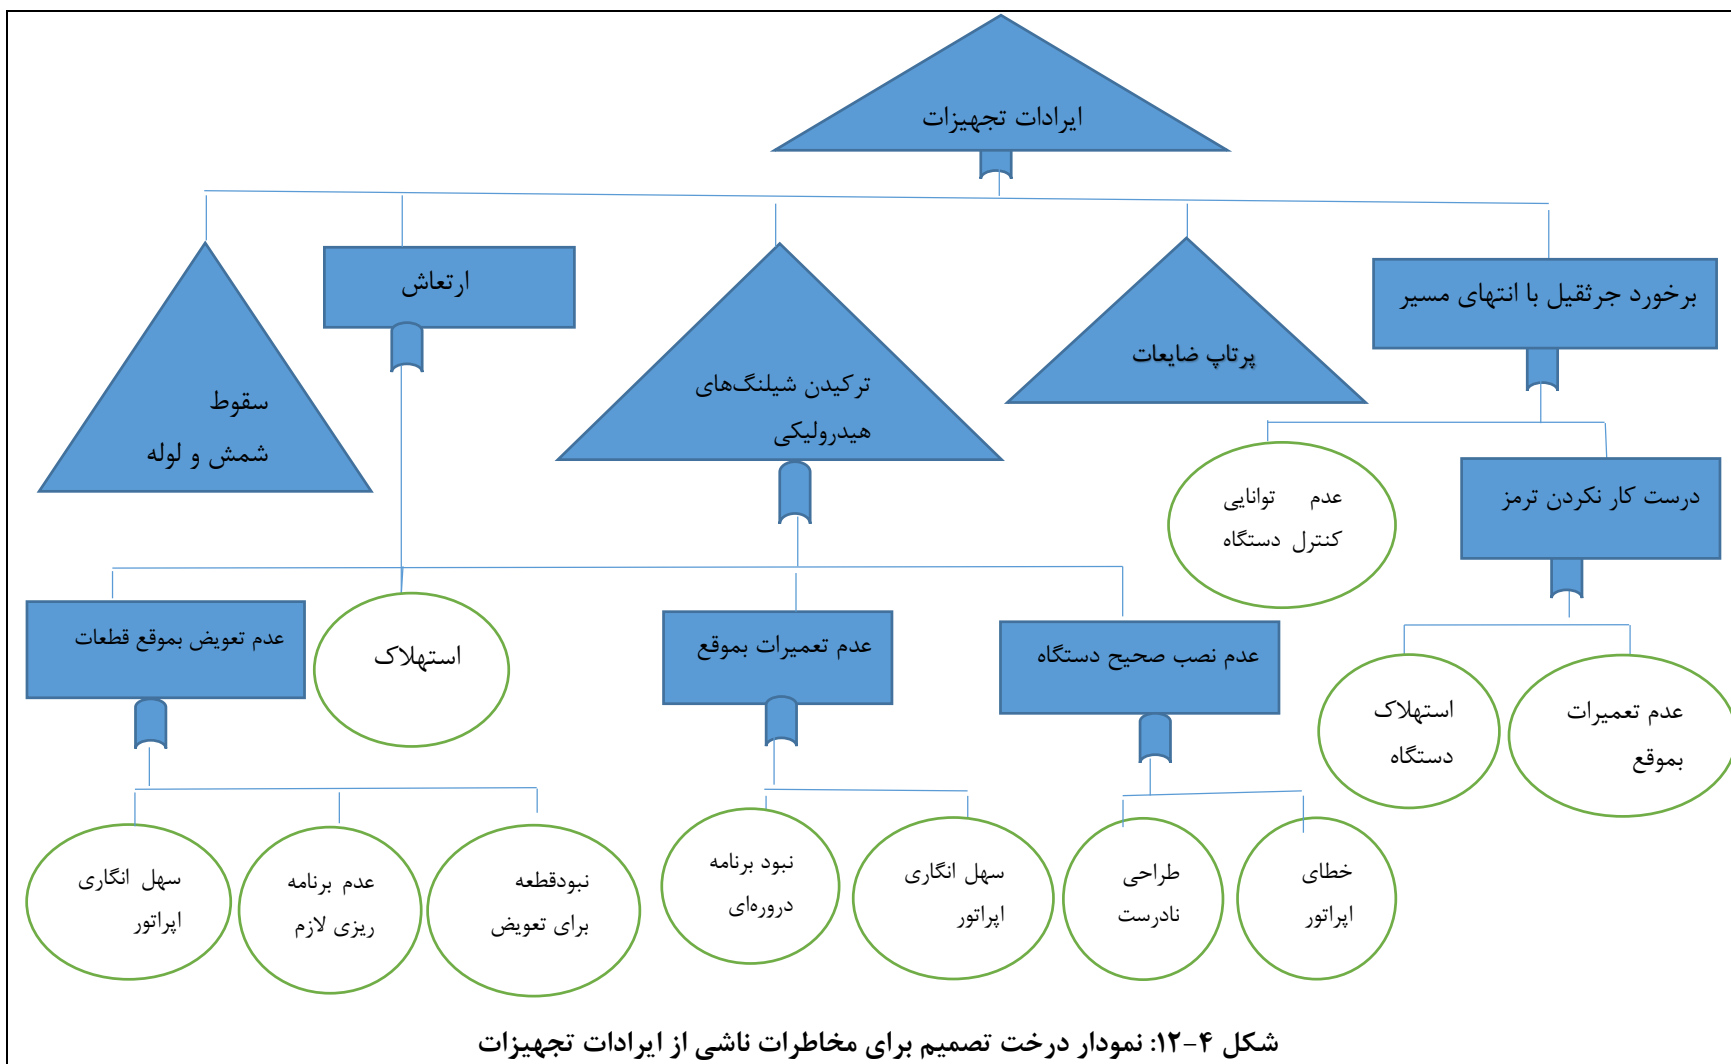 ایرادات تجهیزات
برخورد جرثقیل با انتهای مسیر
پرتاپ ضایعات
ترکیدن شیلنگ‌های
هیدرولیکی
ارتعاش
سقوط
شمش و لوله
درست کار نکردن ترمز
عدم توانایی
کنترل دستگاه
عدم نصب صحیح دستگاه
عدم تعمیرات بموقع
استهلاک
عدم تعویض بموقع قطعات
عدم تعمیرات
بموقع
استهلاک
دستگاه
خطای
اپراتور
طراحی
نادرست
سهل انگاری
اپراتور
نبود برنامه
دروره‌ای
نبودقطعه
برای تعویض
عدم برنامه
ریزی لازم
سهل انگاری
اپراتور
شکل ۴-۱۲: نمودار درخت تصمیم برای مخاطرات ناشی از ایرادات تجهیزات